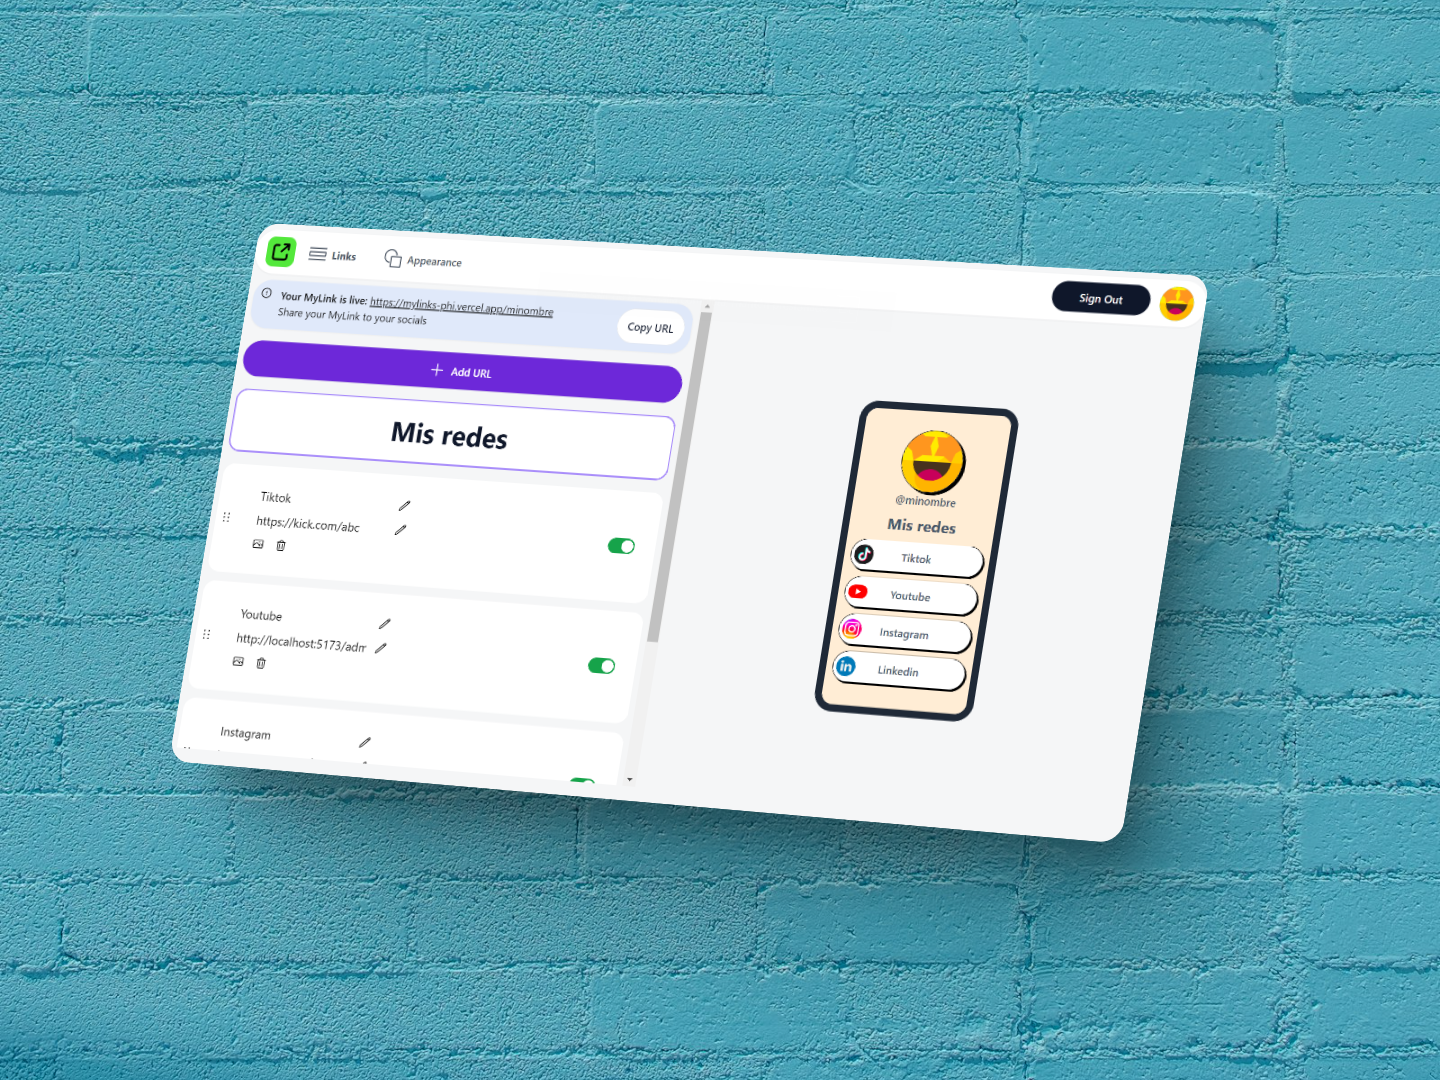 Links
Appearance
Sign Out
Your MyLink is live: https://mylinks-phi.vercel.app/minombre
Share your MyLink to your socials
Copy URL
Add URL
Mis redes
Tiktok
https://kick.com/abc
Youtube
http://localhost:5173/adm
Instagram
@minombre
Mis redes
Tiktok
Youtube
Instagram
in
Linkedin